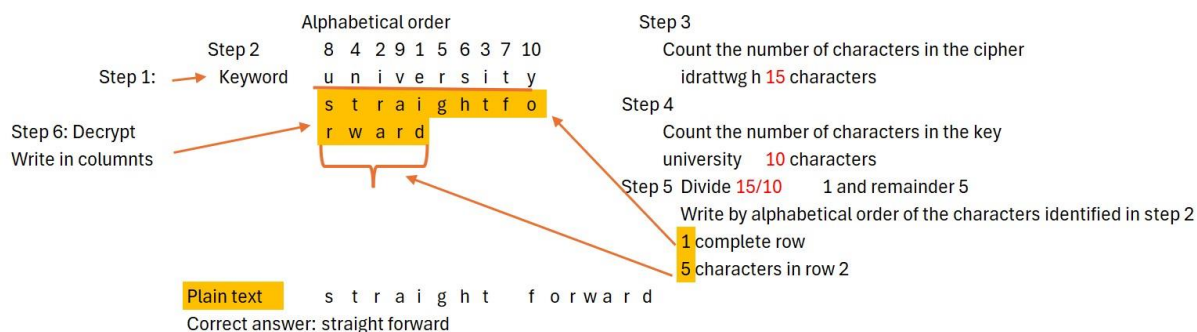 Alphabetical order
Step 2 8 4 2 9 1 5 6 3 7 10
Step 1: Keyword u n i v e r s i t y
s t r a i g h t f o
Step 6: Decrypt r w a r d
Write in columnts
Step 3
Count the number of characters in the cipher
idrattwg h 15 characters
Step 4
Count the number of characters in the key
university 10 characters
Step 5 Divide 15/10 1 and remainder 5
Write by alphabetical order of the characters identified in step 2
1 complete row
5 characters in row 2
Plain text s t r a i g h t f o r w a r d
Correct answer: straight forward